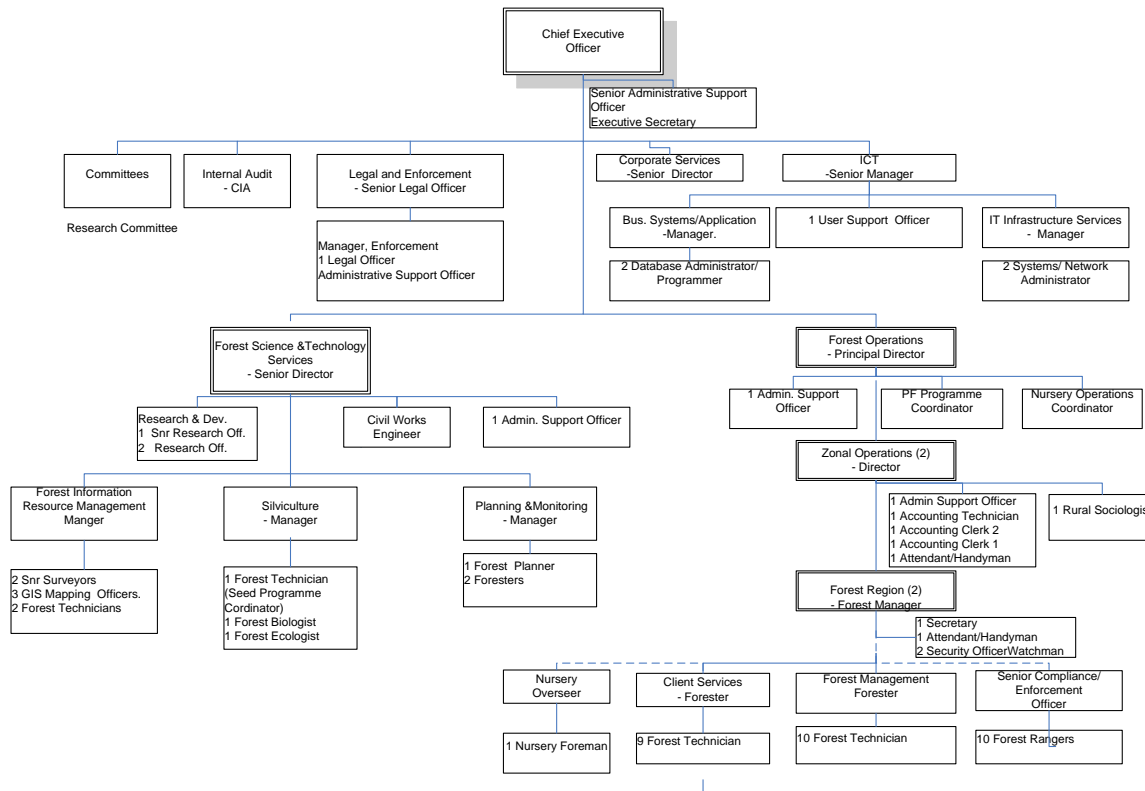 Chief Executive
Officer
Senior Administrative Support
Officer
Executive Secretary
Committees
Internal Audit
- CIA
Legal and Enforcement
- Senior Legal Officer
Corporate Services
-Senior Director
ICT
-Senior Manager
Research Committee
Manager, Enforcement
1 Legal Officer
Administrative Support Officer
Bus. Systems/Application
-Manager.
1 User Support Officer
IT Infrastructure Services
- Manager
2 Database Administrator/
Programmer
2 Systems/ Network
Administrator
Forest Science &Technology
Services
- Senior Director
Forest Operations
- Principal Director
Research & Dev.
1 Snr Research Off.
2 Research Off.
Civil Works
Engineer
1 Admin. Support Officer
1 Admin. Support
Officer
PF Programme
Coordinator
Nursery Operations
Coordinator
Zonal Operations (2)
- Director
Forest Information
Resource Management
Manger
Silviculture
- Manager
Planning &Monitoring
- Manager
1 Admin Support Officer
1 Accounting Technician
1 Accounting Clerk 2
1 Accounting Clerk 1
1 Attendant/Handyman
1 Rural Sociologis
2 Snr Surveyors
3 GIS Mapping Officers.
2 Forest Technicians
1 Forest Technician
(Seed Programme
Cordinator)
1 Forest Biologist
1 Forest Ecologist
1 Forest Planner
2 Foresters
Forest Region (2)
- Forest Manager
1 Secretary
1 Attendant/Handyman
2 Security OfficerWatchman
Nursery
Overseer
Client Services
- Forester
Forest Management
Forester
Senior Compliance/
Enforcement
Officer
1 Nursery Foreman
9 Forest Technician
10 Forest Technician
10 Forest Rangers